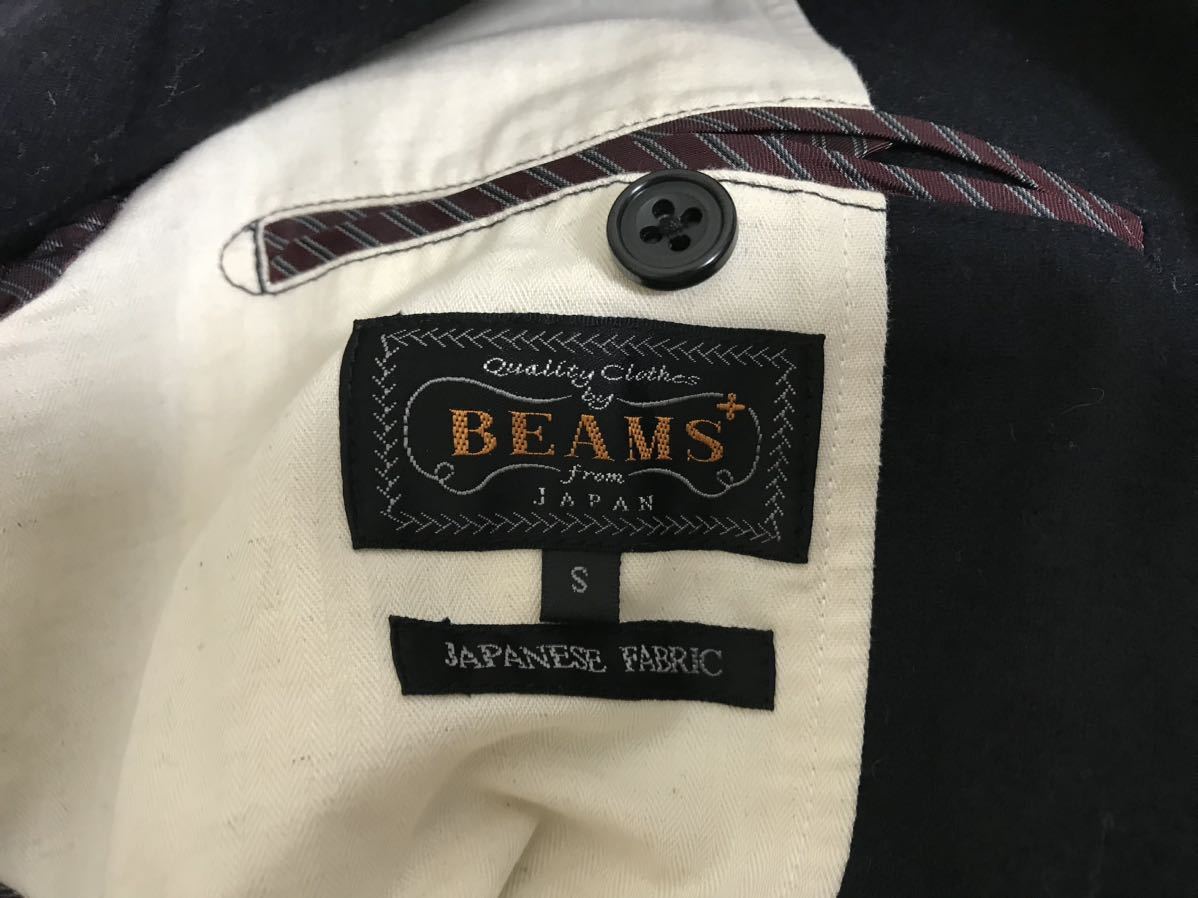 Quality Clothes
by
BEAMS+
from
JAPAN
S
JAPANESE FABRIC